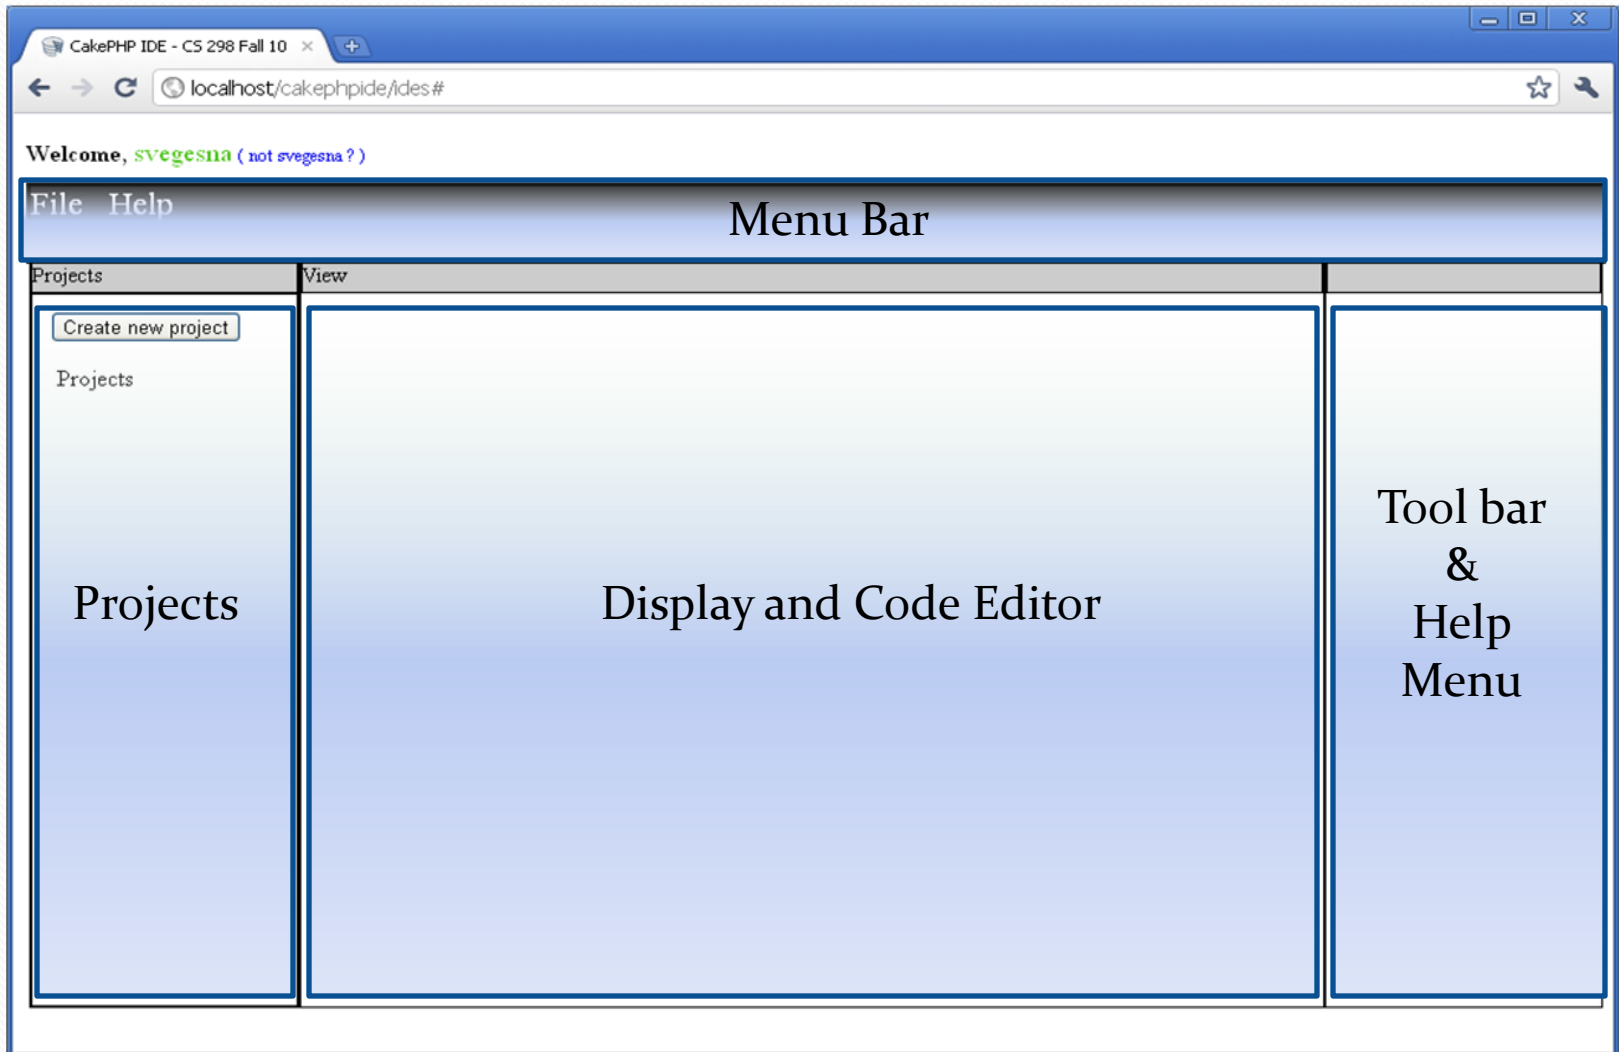 CakePHP IDE - CS 298 Fall 10
localhost/cakephpide/ides#
Welcome, svegesna ( not svegesna ? )
File Help
Menu Bar
Projects
View
Create new project
Projects
Projects
Display and Code Editor
Tool bar
&
Help
Menu